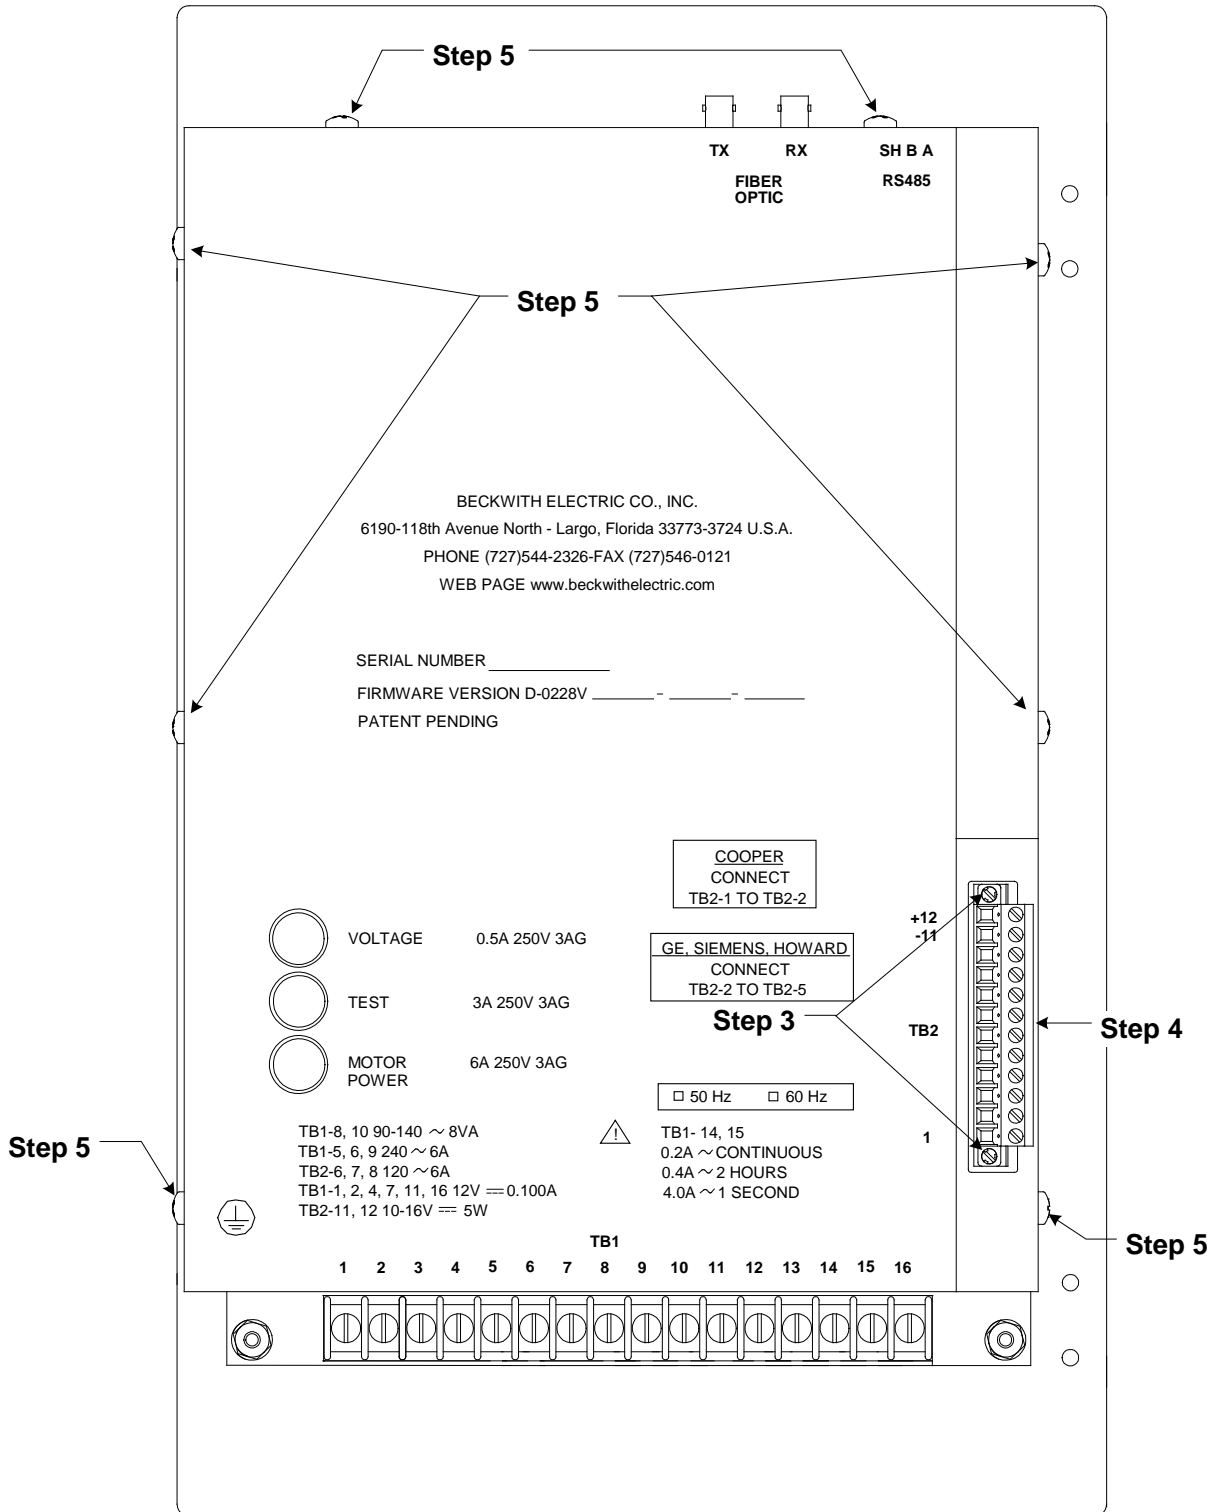 Step 5
TX RX SH B A
FIBER OPTIC RS485
Step 5
BECKWITH ELECTRIC CO., INC.
6190-118th Avenue North - Largo, Florida 33773-3724 U.S.A.
PHONE (727)544-2326-FAX (727)546-0121
WEB PAGE www.beckwithelectric.com
SERIAL NUMBER __________
FIRMWARE VERSION D-0228V _____ - _____ - _____
PATENT PENDING
COOPER
CONNECT
TB2-1 TO TB2-2
+12
-11
VOLTAGE 0.5A 250V 3AG
GE, SIEMENS, HOWARD
CONNECT
TB2-2 TO TB2-5
TEST 3A 250V 3AG
Step 3
TB2
Step 4
MOTOR POWER 6A 250V 3AG
□ 50 Hz □ 60 Hz
TB1-8, 10 90-140 ~ 8VA
TB1-5, 6, 9 240 ~ 6A
TB2-6, 7, 8 120 ~ 6A
TB1-1, 2, 4, 7, 11, 16 12V ⎓ 0.100A
TB2-11, 12 10-16V ⎓ 5W
! TB1- 14, 15
0.2A ~ CONTINUOUS
0.4A ~ 2 HOURS
4.0A ~ 1 SECOND
1
Step 5
Step 5
TB1
1 2 3 4 5 6 7 8 9 10 11 12 13 14 15 16